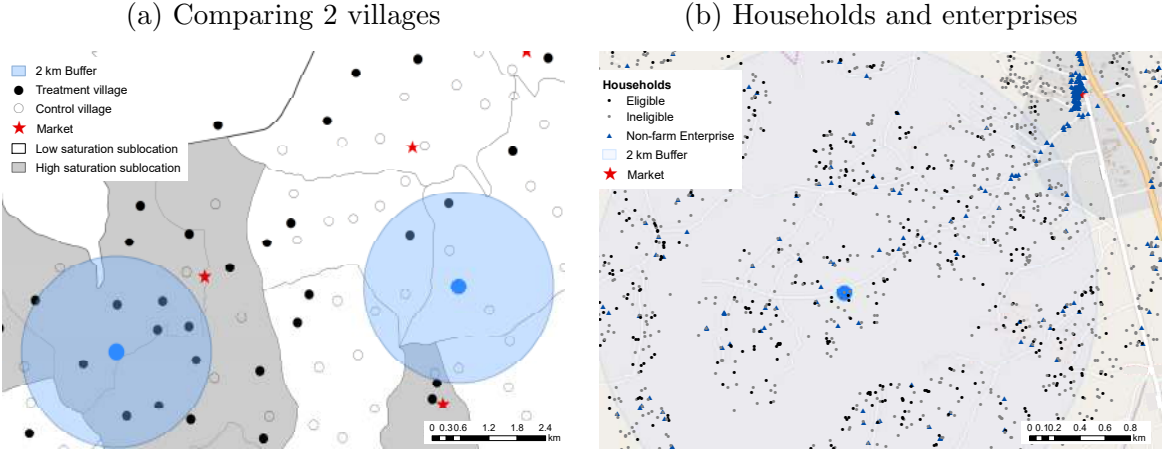 (a) Comparing 2 villages
2 km Buffer
Treatment village
Control village
Market
Low saturation sublocation
High saturation sublocation
0 0.30.6 1.2 1.8 2.4
km
(b) Households and enterprises
Households
Eligible
Ineligible
Non-farm Enterprise
2 km Buffer
Market
0 0.10.2 0.4 0.6 0.8
km